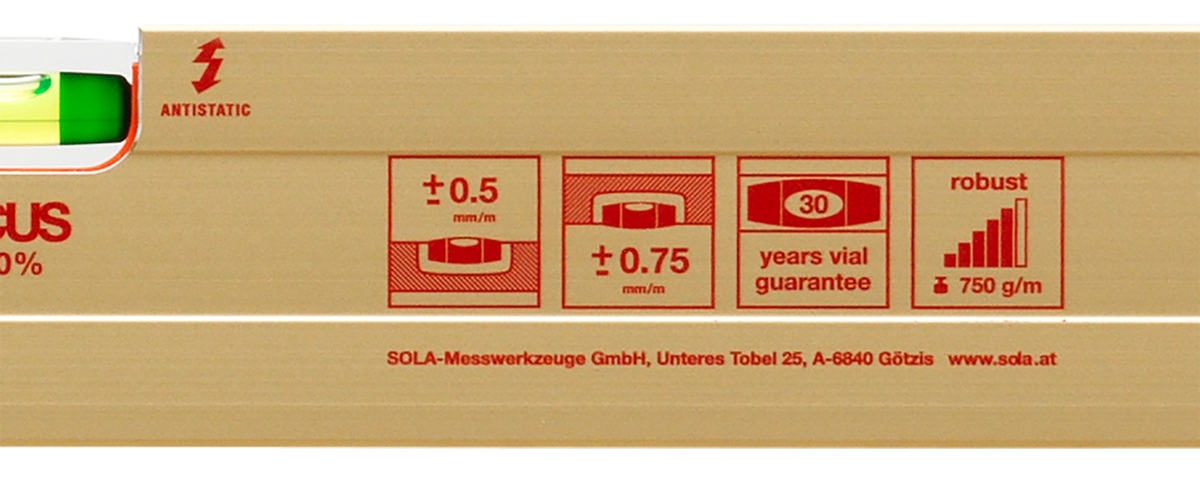 ANTISTATIC
cus
0%
± 0.5
mm/m
± 0.75
mm/m
30
years vial
guarantee
robust
750 g/m
SOLA-Messwerkzeuge GmbH, Unteres Tobel 25, A-6840 Götzis www.sola.at